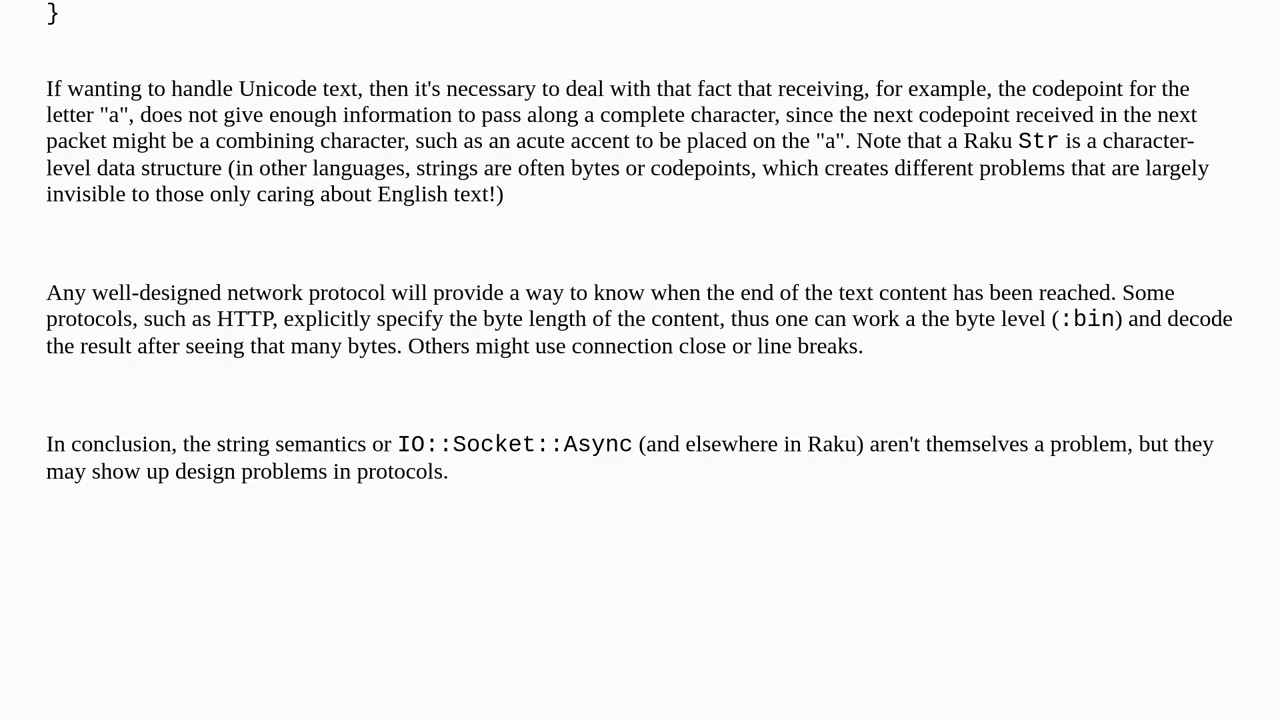 }
If wanting to handle Unicode text, then it's necessary to deal with that fact that receiving, for example, the codepoint for the
letter "a", does not give enough information to pass along a complete character, since the next codepoint received in the next
packet might be a combining character, such as an acute accent to be placed on the "a". Note that a Raku Str is a character-
level data structure (in other languages, strings are often bytes or codepoints, which creates different problems that are largely
invisible to those only caring about English text!)
Any well-designed network protocol will provide a way to know when the end of the text content has been reached. Some
protocols, such as HTTP, explicitly specify the byte length of the content, thus one can work a the byte level (:bin) and decode
the result after seeing that many bytes. Others might use connection close or line breaks.
In conclusion, the string semantics or IO::Socket::Async (and elsewhere in Raku) aren't themselves a problem, but they
may show up design problems in protocols.